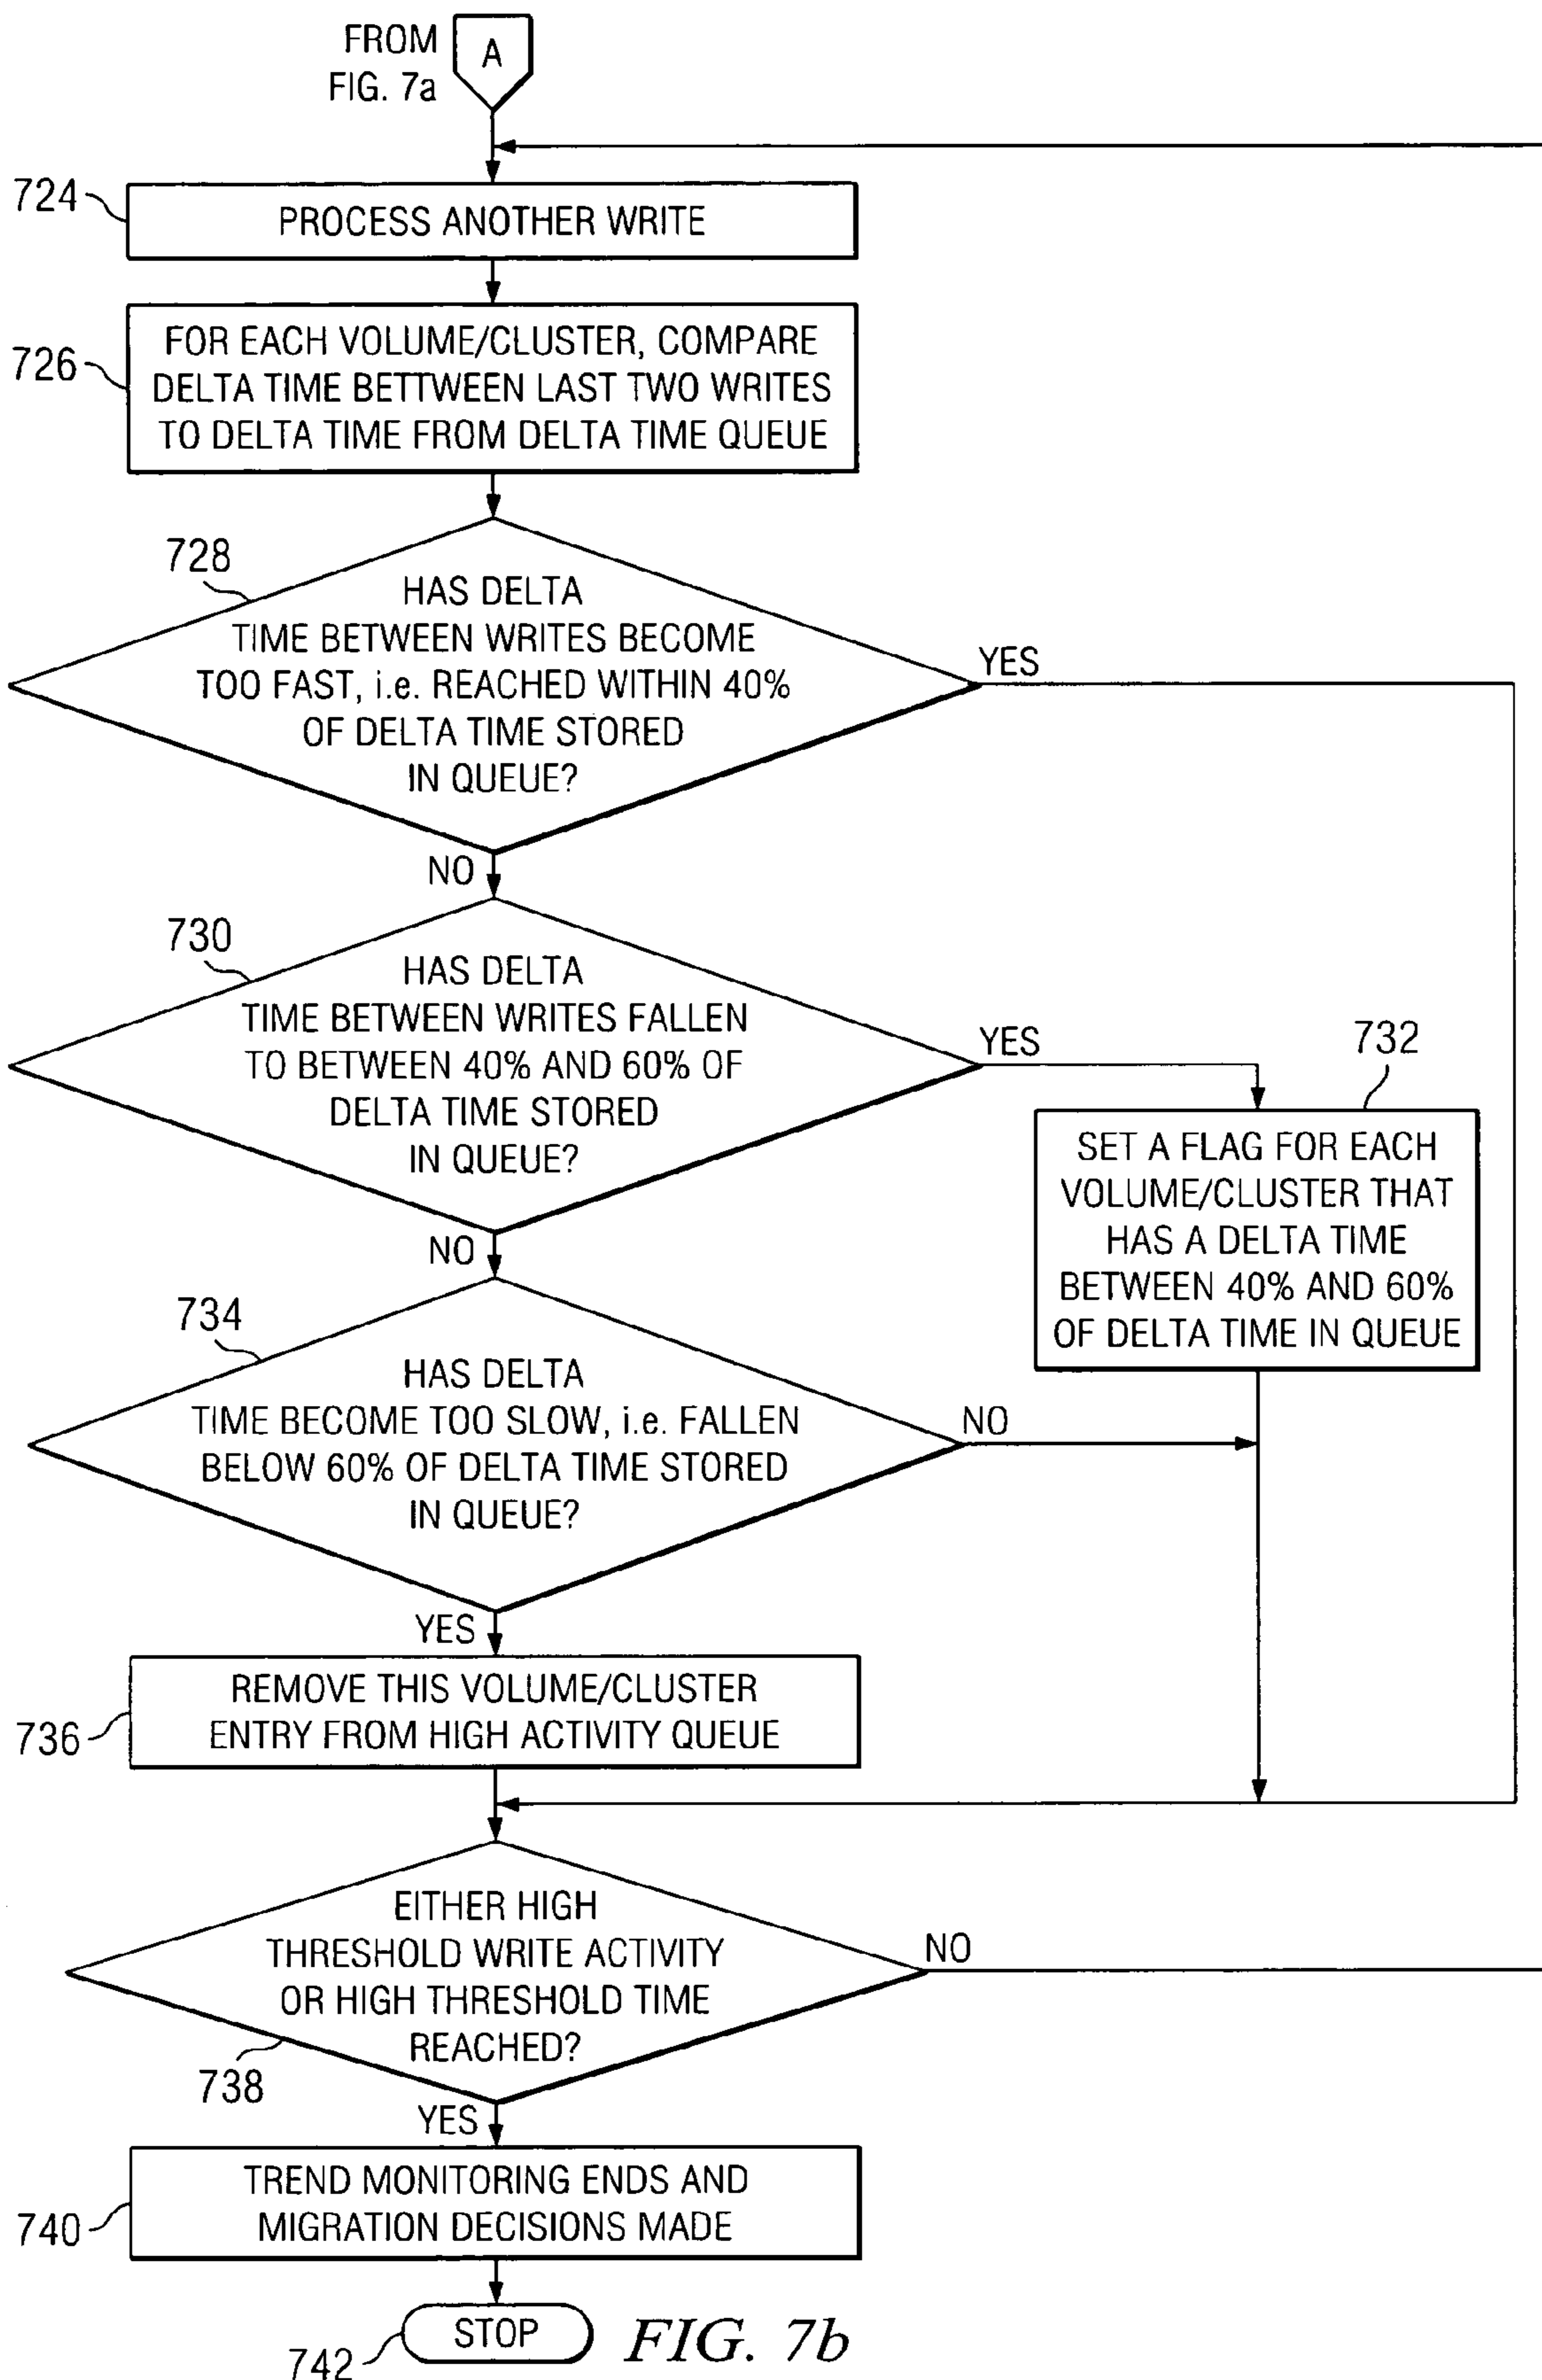 FROM
FIG. 7a
A
724
PROCESS ANOTHER WRITE
726
FOR EACH VOLUME/CLUSTER, COMPARE
DELTA TIME BETTWEEN LAST TWO WRITES
TO DELTA TIME FROM DELTA TIME QUEUE
728
HAS DELTA
TIME BETWEEN WRITES BECOME
TOO FAST, i.e. REACHED WITHIN 40%
OF DELTA TIME STORED
IN QUEUE?
YES
NO
730
HAS DELTA
TIME BETWEEN WRITES FALLEN
TO BETWEEN 40% AND 60% OF
DELTA TIME STORED
IN QUEUE?
YES
NO
732
SET A FLAG FOR EACH
VOLUME/CLUSTER THAT
HAS A DELTA TIME
BETWEEN 40% AND 60%
OF DELTA TIME IN QUEUE
734
HAS DELTA
TIME BECOME TOO SLOW, i.e. FALLEN
BELOW 60% OF DELTA TIME STORED
IN QUEUE?
NO
YES
736
REMOVE THIS VOLUME/CLUSTER
ENTRY FROM HIGH ACTIVITY QUEUE
EITHER HIGH
THRESHOLD WRITE ACTIVITY
OR HIGH THRESHOLD TIME
REACHED?
NO
738
YES
740
TREND MONITORING ENDS AND
MIGRATION DECISIONS MADE
742
STOP
FIG. 7b